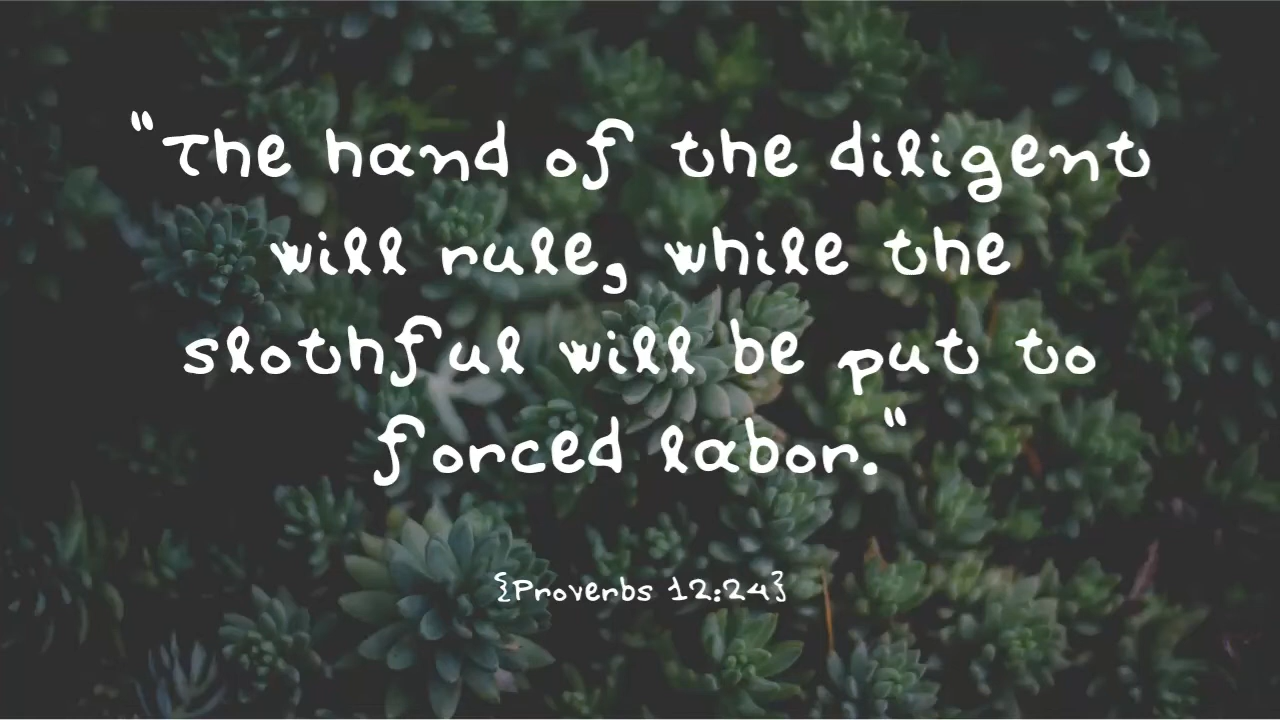 "The hand of the diligent
will rule, while the
slothful will be put to
forced labor."
{Proverbs 12:24}